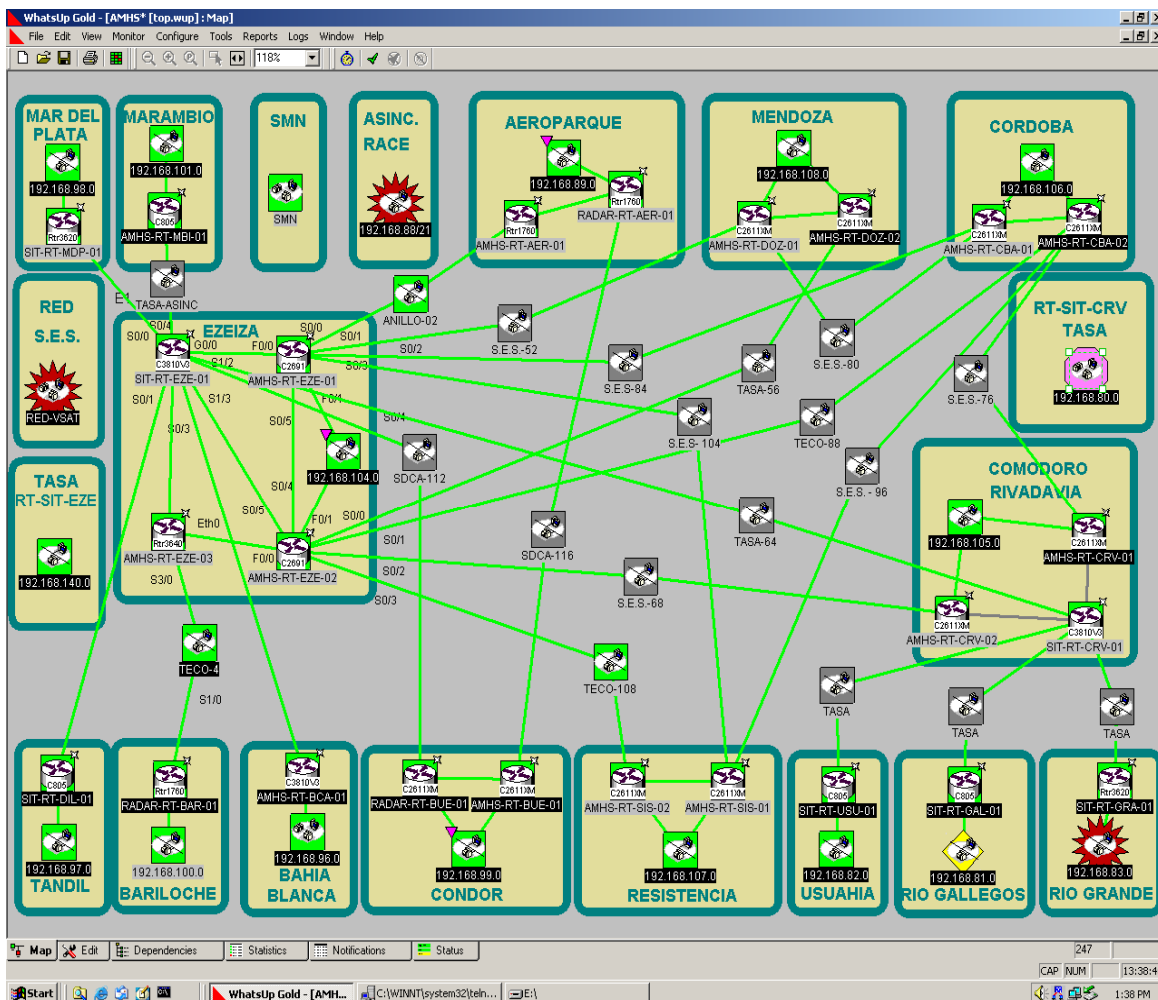 WhatsUp Gold - [AMHS* [top.wup] : Map]
File Edit View Monitor Configure Tools Reports Logs Window Help
118%
MAR DEL PLATA
192.168.98.0
Rtr3620
SIT-RT-MDP-01
MARAMBIO
192.168.101.0
C805
AMHS-RT-MBI-01
TASA-ASINC
SMN
SMN
ASINC. RACE
192.168.88/21
AEROPARQUE
192.168.89.0
Rtr1760
RADAR-RT-AER-01
Rtr1760
AMHS-RT-AER-01
MENDOZA
192.168.108.0
C2611XM
AMHS-RT-DOZ-01
C2611XM
AMHS-RT-DOZ-02
CORDOBA
192.168.106.0
C2611XM
AMHS-RT-CBA-01
C2611XM
AMHS-RT-CBA-02
RED S.E.S.
RED-VSAT
TASA
RT-SIT-EZE
192.168.140.0
EZEIZA
S0/0
S0/4
G0/0
F0/0
S0/0
S0/1
S0/2
S0/3
S1/2
C3810V3
SIT-RT-EZE-01
C2691
AMHS-RT-EZE-01
S0/1
S1/3
S0/3
S0/5
F0/1
S0/4
192.168.104.0
S0/4
S0/5
F0/1
S0/0
Eth0
Rtr3640
AMHS-RT-EZE-03
S3/0
F0/0
C2691
AMHS-RT-EZE-02
S0/1
S0/2
S0/3
ANILLO-02
S.E.S.-52
S.E.S-84
TASA-56
S.E.S.-80
S.E.S.-76
S.E.S- 104
TECO-88
S.E.S. - 96
SDCA-112
SDCA-116
TASA-64
S.E.S.-68
TECO-108
TECO-4
S1/0
RT-SIT-CRV
TASA
192.168.80.0
COMODORO RIVADAVIA
192.168.105.0
C2611XM
AMHS-RT-CRV-01
C2611XM
AMHS-RT-CRV-02
C3810V3
SIT-RT-CRV-01
TASA
TASA
TASA
C805
SIT-RT-DIL-01
192.168.97.0
TANDIL
Rtr1760
RADAR-RT-BAR-01
192.168.100.0
BARILOCHE
C3810V3
AMHS-RT-BCA-01
192.168.96.0
BAHIA BLANCA
C2611XM
RADAR-RT-BUE-01
C2611XM
AMHS-RT-BUE-01
192.168.99.0
CONDOR
C2611XM
AMHS-RT-SIS-02
C2611XM
AMHS-RT-SIS-01
192.168.107.0
RESISTENCIA
C805
SIT-RT-USU-01
192.168.82.0
USUAHIA
C805
SIT-RT-GAL-01
192.168.81.0
RIO GALLEGOS
Rtr3620
SIT-RT-GRA-01
192.168.83.0
RIO GRANDE
Map Edit Dependencies Statistics Notifications Status
247
CAP NUM 13:38:4
Start WhatsUp Gold - [AMH... C:\WINNT\system32\teln... E:\ 1:38 PM